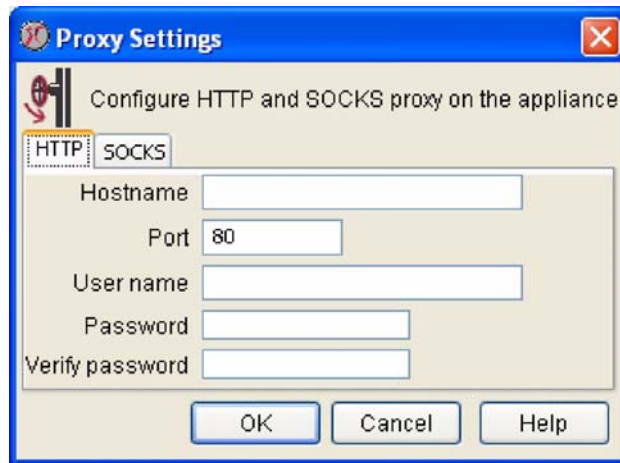 Proxy Settings
Configure HTTP and SOCKS proxy on the appliance
HTTP SOCKS
Hostname
Port 80
User name
Password
Verify password
OK Cancel Help